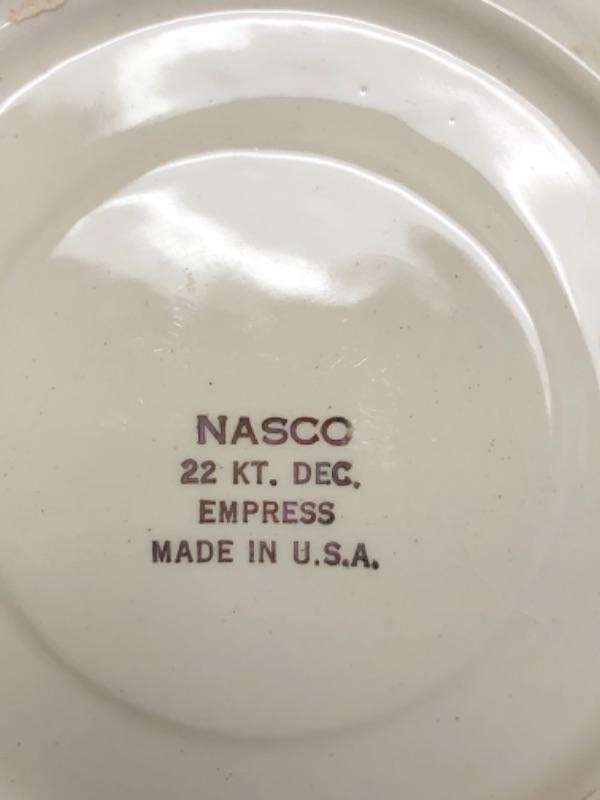 NASCO
22 KT. DEC.
EMPRESS
MADE IN U.S.A.